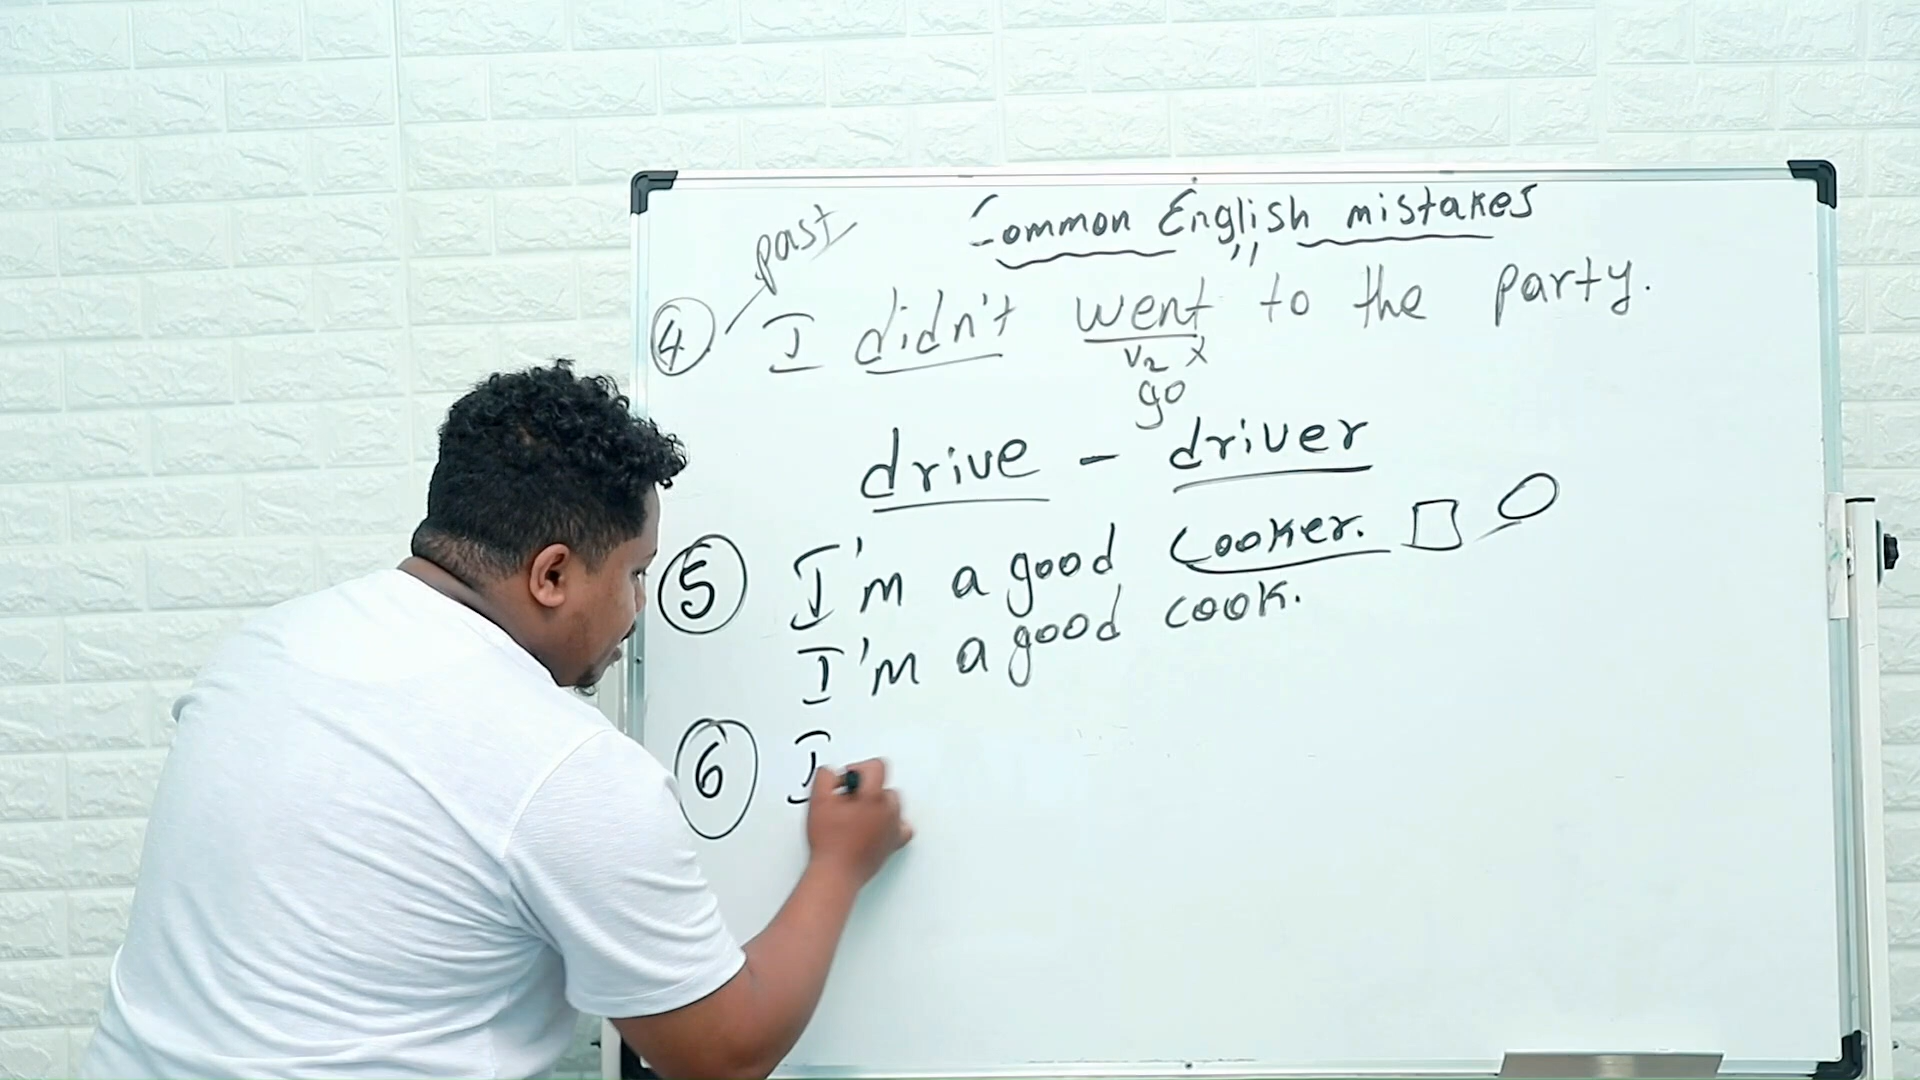 Common English mistakes
past
④ I didn't went to the party.
V2 x
go
drive - driver
⑤ I'm a good cooker.
I'm a good cook.
⑥ I